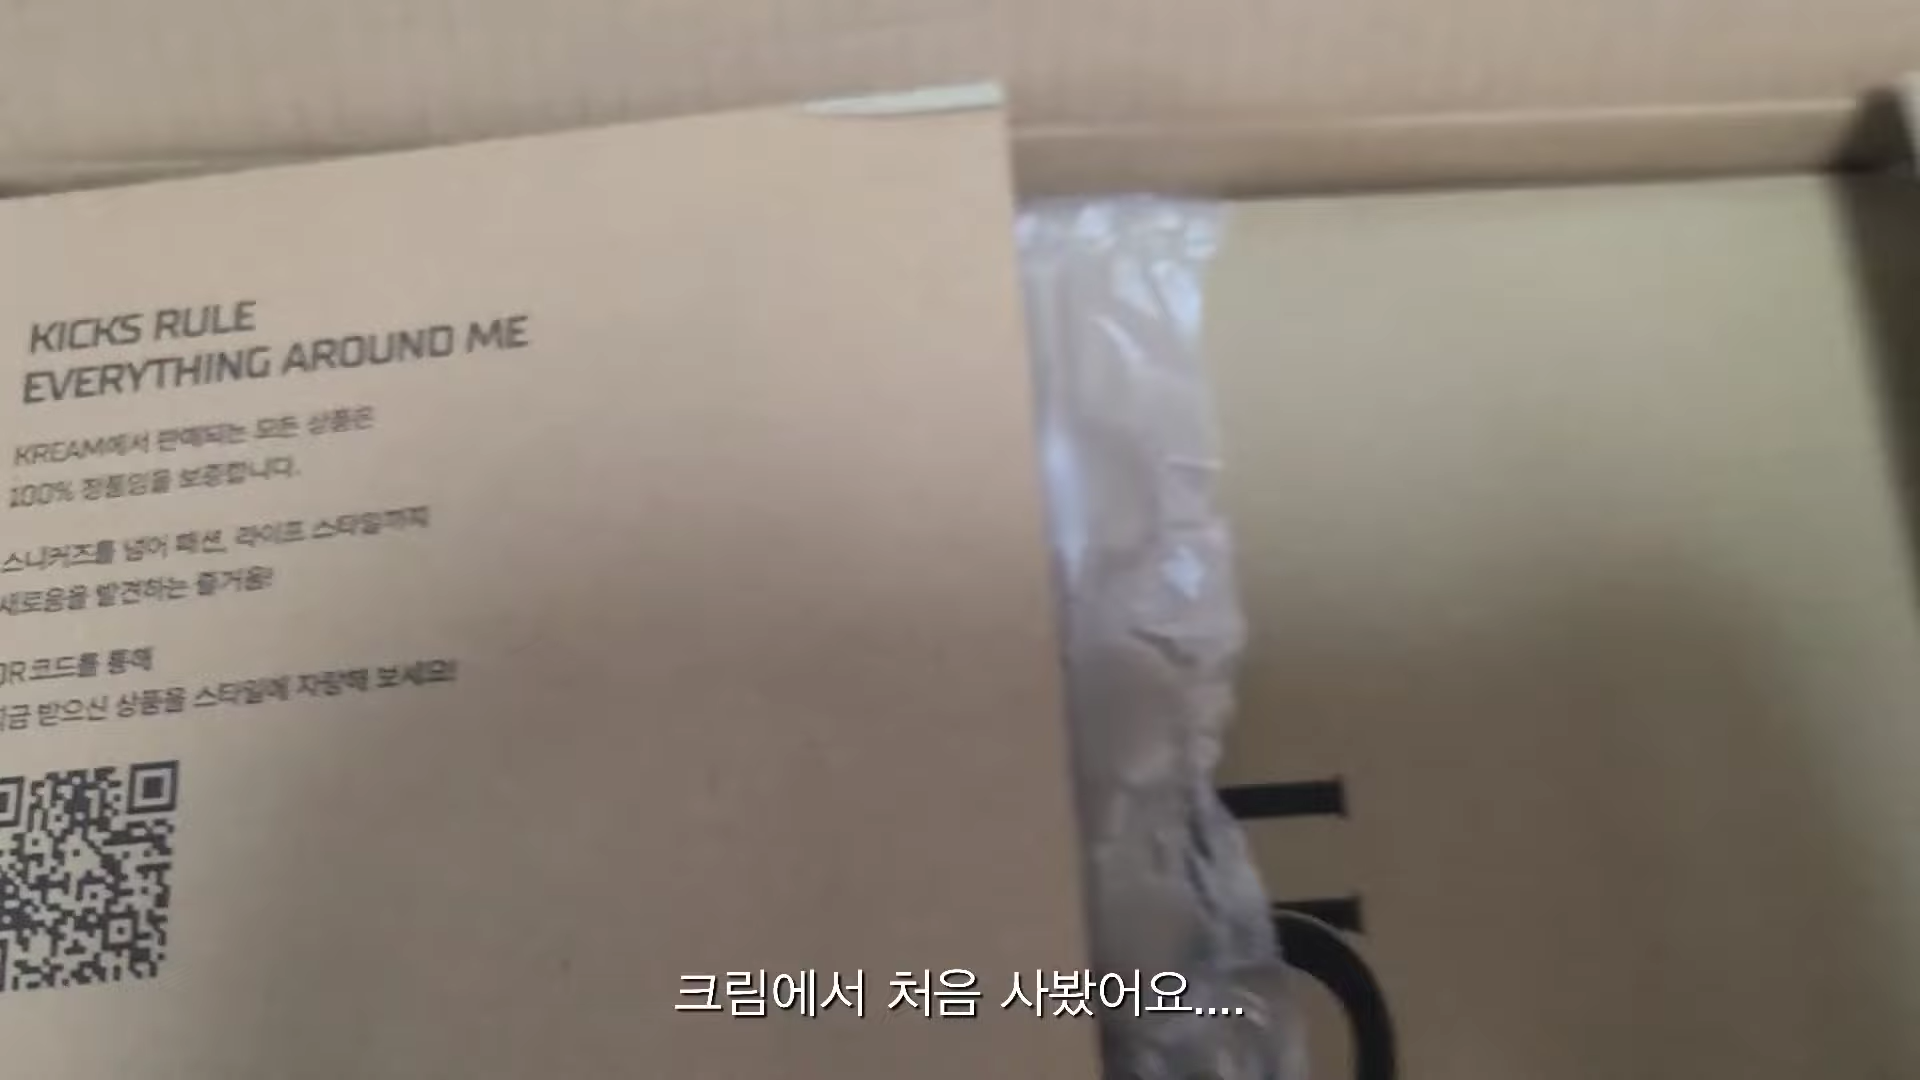 KICKS RULE
EVERYTHING AROUND ME
KREAM에서 판매되는 모든 상품은
100% 정품임을 보증합니다.
스니커즈를 넘어 패션, 라이프 스타일까지
새로움을 발견하는 즐거움!
QR코드를 통해
지금 받으신 상품을 스타일에 자랑해 보세요!
크림에서 처음 사봤어요....